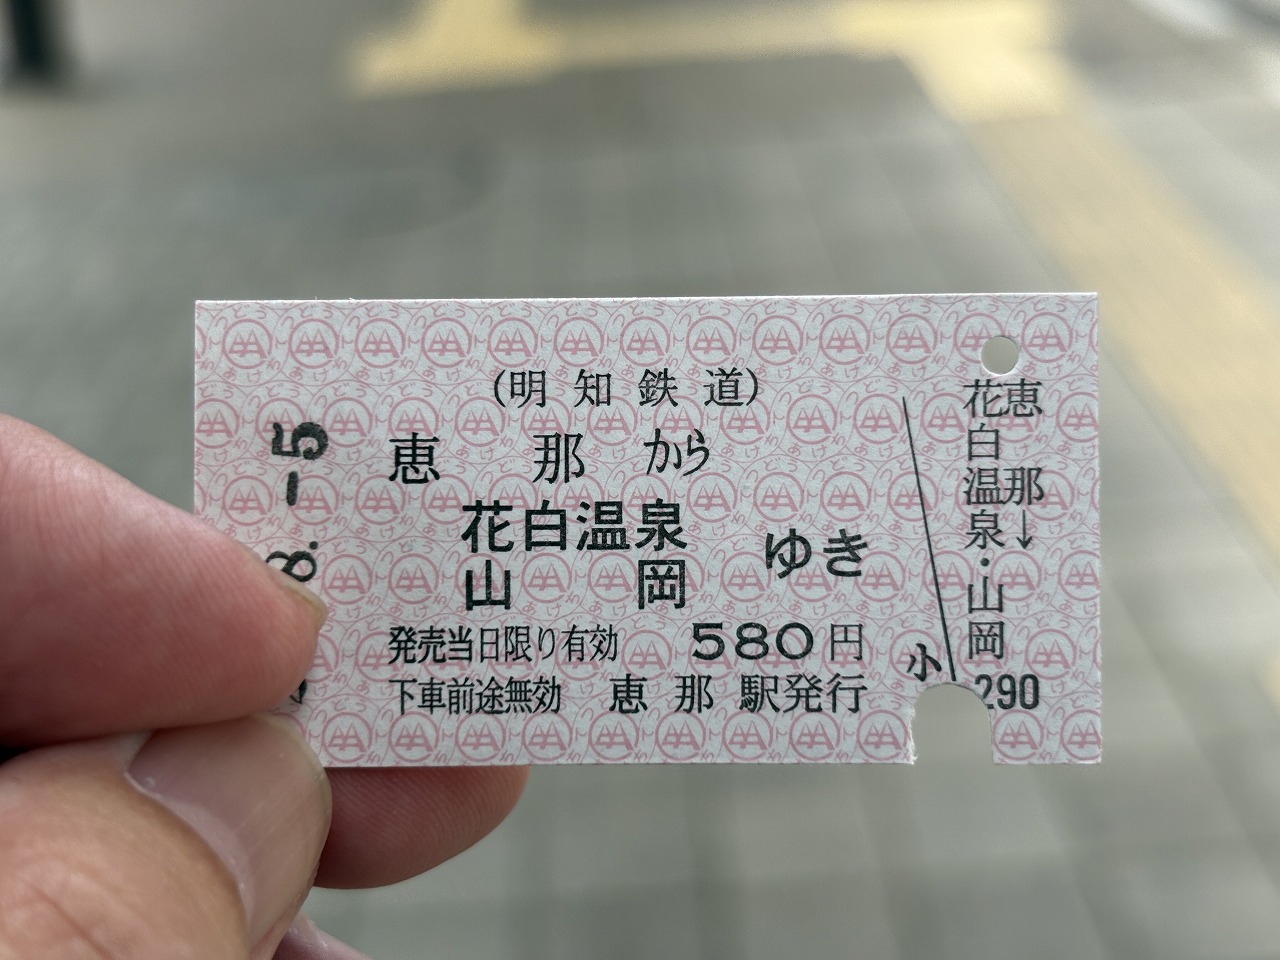 (明知鉄道)
恵那から
花白温泉
山岡
ゆき
発売当日限り有効 580円
下車前途無効 恵那駅発行
8.-5
小
恵那→
花白温泉・山岡
290